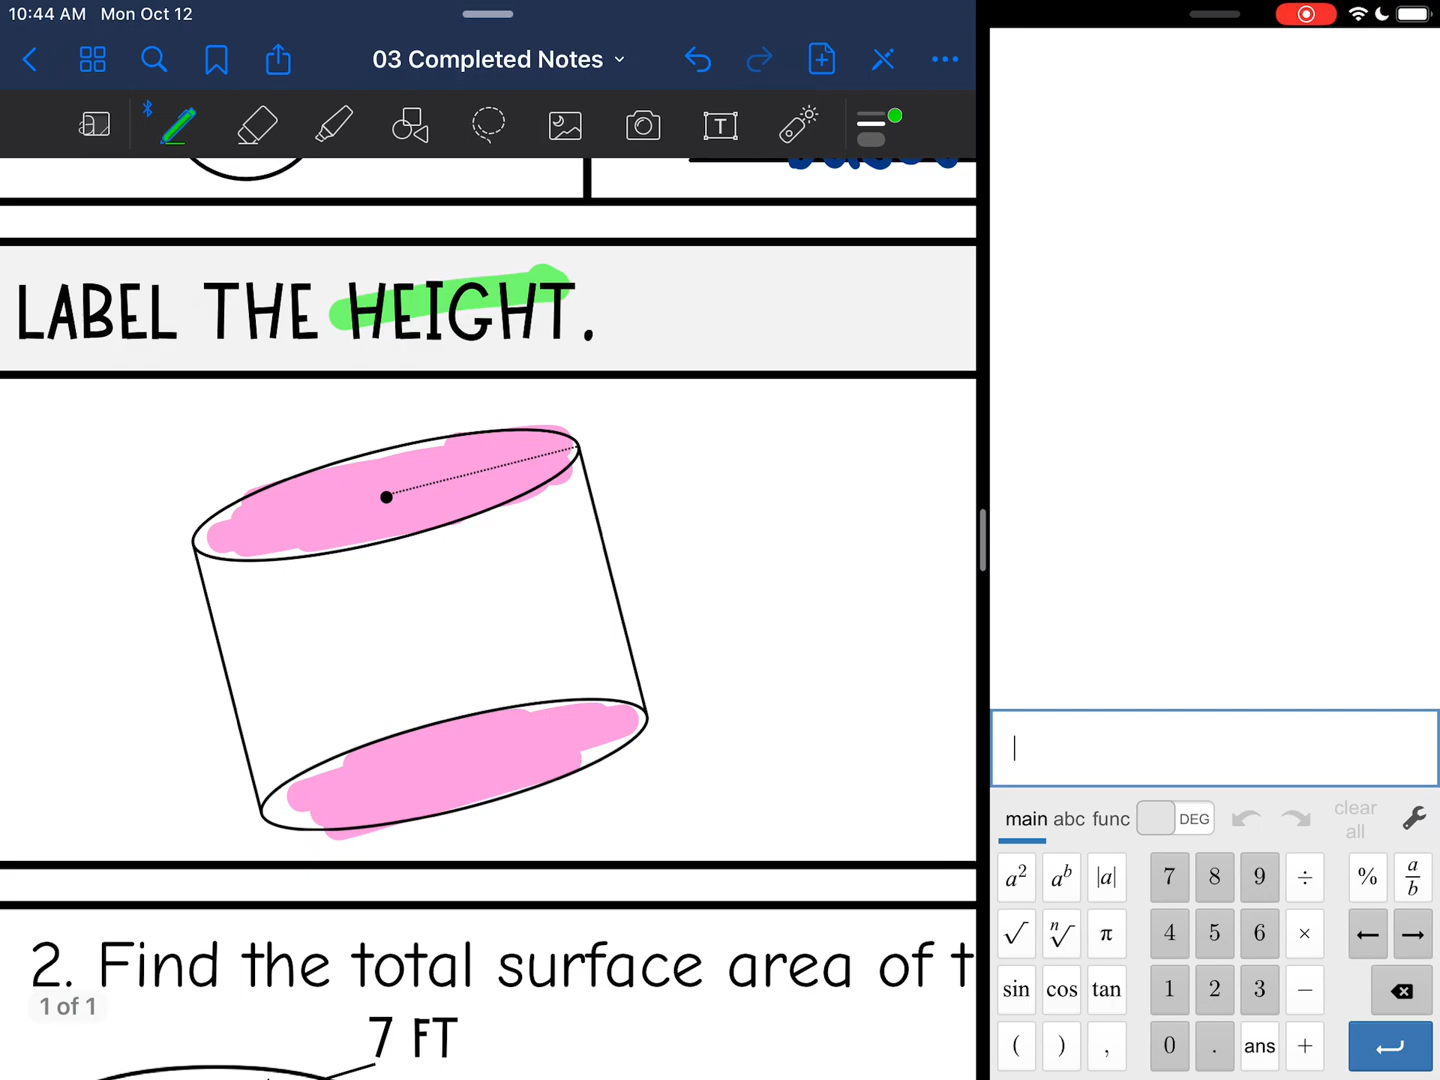 10:44 AM Mon Oct 12
03 Completed Notes
T
LABEL THE HEIGHT.
2. Find the total surface area of t
1 of 1
7 FT
main abc func DEG clear all
a² aᵇ |a| 7 8 9 ÷ % a/b
√ ⁿ√ π 4 5 6 × ← →
sin cos tan 1 2 3 −
( ) , 0 . ans +